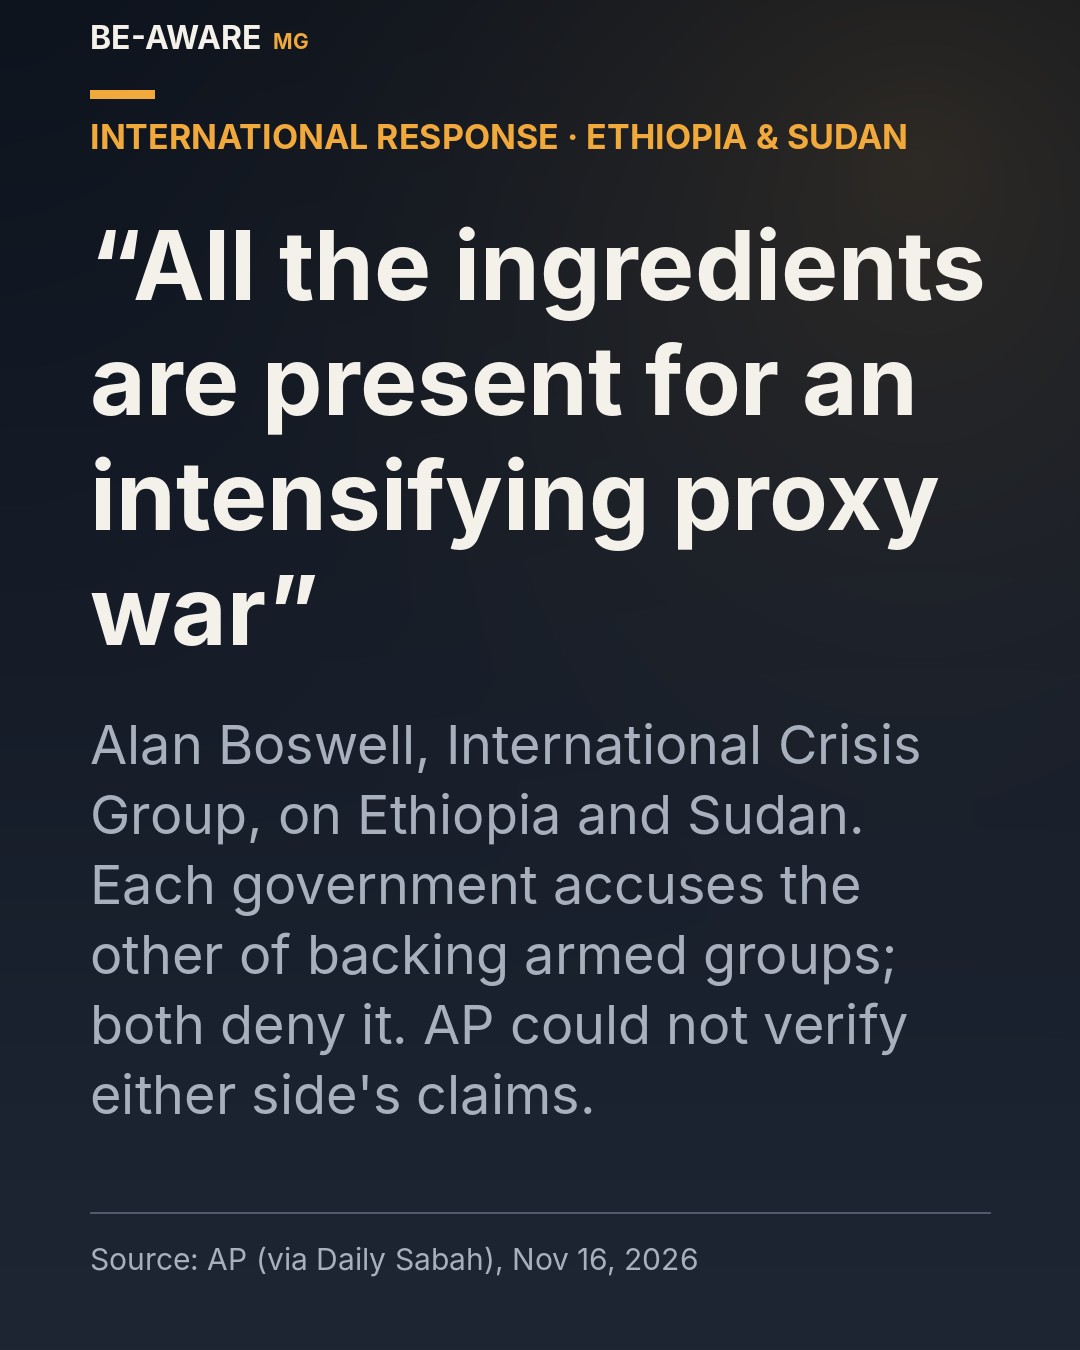 BE-AWARE MG
INTERNATIONAL RESPONSE · ETHIOPIA & SUDAN
“All the ingredients
are present for an
intensifying proxy
war”
Alan Boswell, International Crisis
Group, on Ethiopia and Sudan.
Each government accuses the
other of backing armed groups;
both deny it. AP could not verify
either side's claims.
Source: AP (via Daily Sabah), Nov 16, 2026